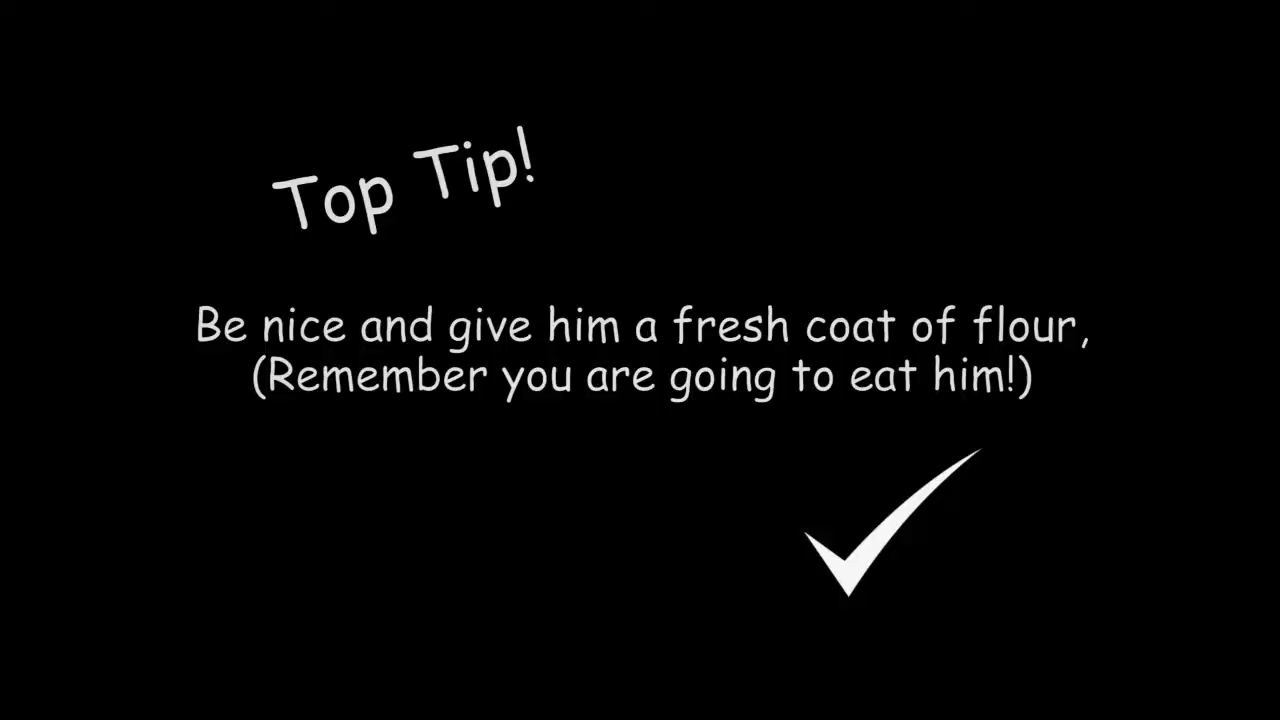 Top Tip!
Be nice and give him a fresh coat of flour,
(Remember you are going to eat him!)